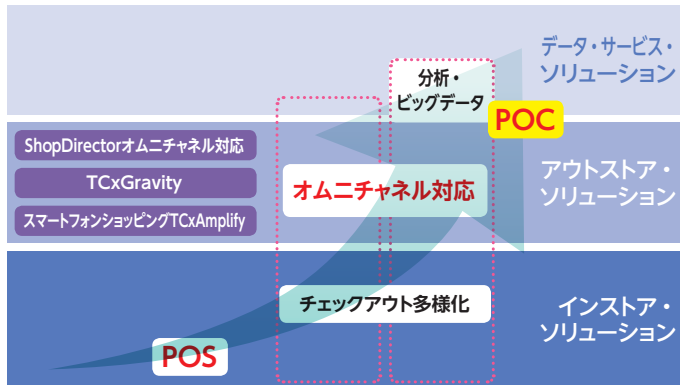 データ・サービス・
ソリューション
分析・
ビッグデータ
POC
ShopDirectorオムニチャネル対応
TCxGravity
スマートフォンショッピングTCxAmplify
オムニチャネル対応
アウトストア・
ソリューション
チェックアウト多様化
インストア・
ソリューション
POS